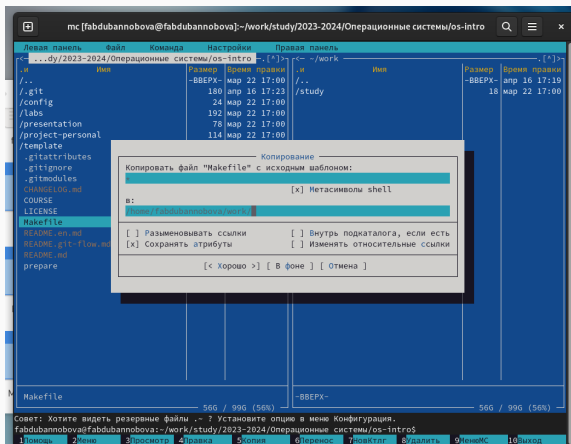 mc [fabdubannobova@fabdubannobova]:~/work/study/2023-2024/Операционные системы/os-intro
Левая панель Файл Команда Настройки Правая панель
<— ...dy/2023-2024/Операционные системы/os-intro —.[^]>
<— ~/work —.[^]>
.и Имя Размер Время правки
.и Имя Размер Время правки
/.. -ВВЕРХ- мар 22 17:00
/.. -ВВЕРХ- апр 16 17:19
/.git 180 апр 16 17:23
/study 18 мар 22 17:00
/config 24 мар 22 17:00
/labs 192 мар 22 17:00
/presentation 78 мар 22 17:00
/project-personal 114 мар 22 17:00
/template
.gitattributes
.gitignore
.gitmodules
CHANGELOG.md
COURSE
LICENSE
Makefile
README.en.md
README.git-flow.md
README.md
prepare
Копирование
Копировать файл "Makefile" с исходным шаблоном:
*
[x] Метасимволы shell
в:
/home/fabdubannobova/work/
[ ] Разыменовывать ссылки [ ] Внутрь подкаталога, если есть
[x] Сохранять атрибуты [ ] Изменять относительные ссылки
[< Хорошо >] [ В фоне ] [ Отмена ]
Makefile
-ВВЕРХ-
56G / 99G (56%)
56G / 99G (56%)
Совет: Хотите видеть резервные файлы .~ ? Установите опцию в меню Конфигурация.
fabdubannobova@fabdubannobova:~/work/study/2023-2024/Операционные системы/os-intro$
1Помощь 2Меню 3Просмотр 4Правка 5Копия 6Перенос 7НовКтлг 8Удалить 9МенюMC 10Выход